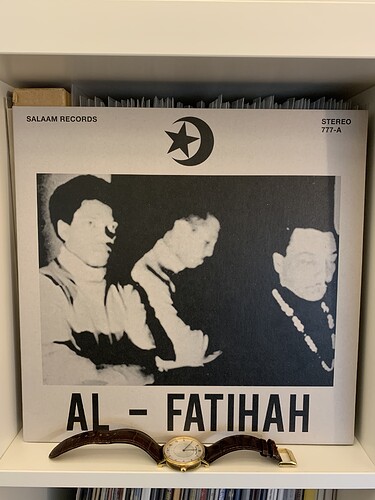 SALAAM RECORDS
STEREO
777-A
AL - FATIHAH